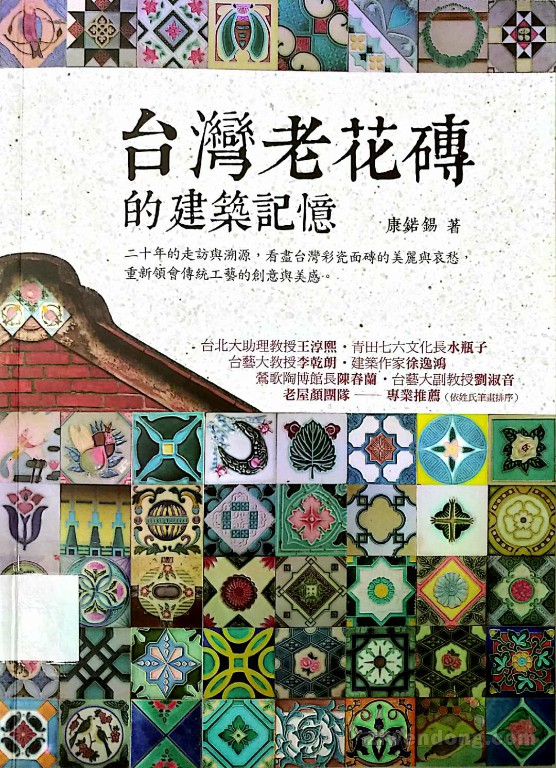 台灣老花磚
的建築記憶
康鍩錫 著
二十年的走訪與溯源，看盡台灣彩瓷面磚的美麗與哀愁，
重新領會傳統工藝的創意與美感。
台北大助理教授王淳熙・青田七六文化長水瓶子
台藝大教授李乾朗・建築作家徐逸鴻
鶯歌陶博館長陳春蘭・台藝大副教授劉淑音
老屋顏團隊 —— 專業推薦（依姓氏筆畫排序）